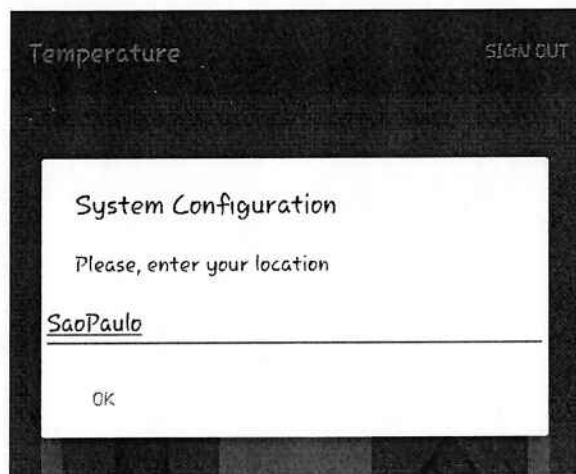 Temperature
SIGN OUT
System Configuration
Please, enter your location
SaoPaulo
OK